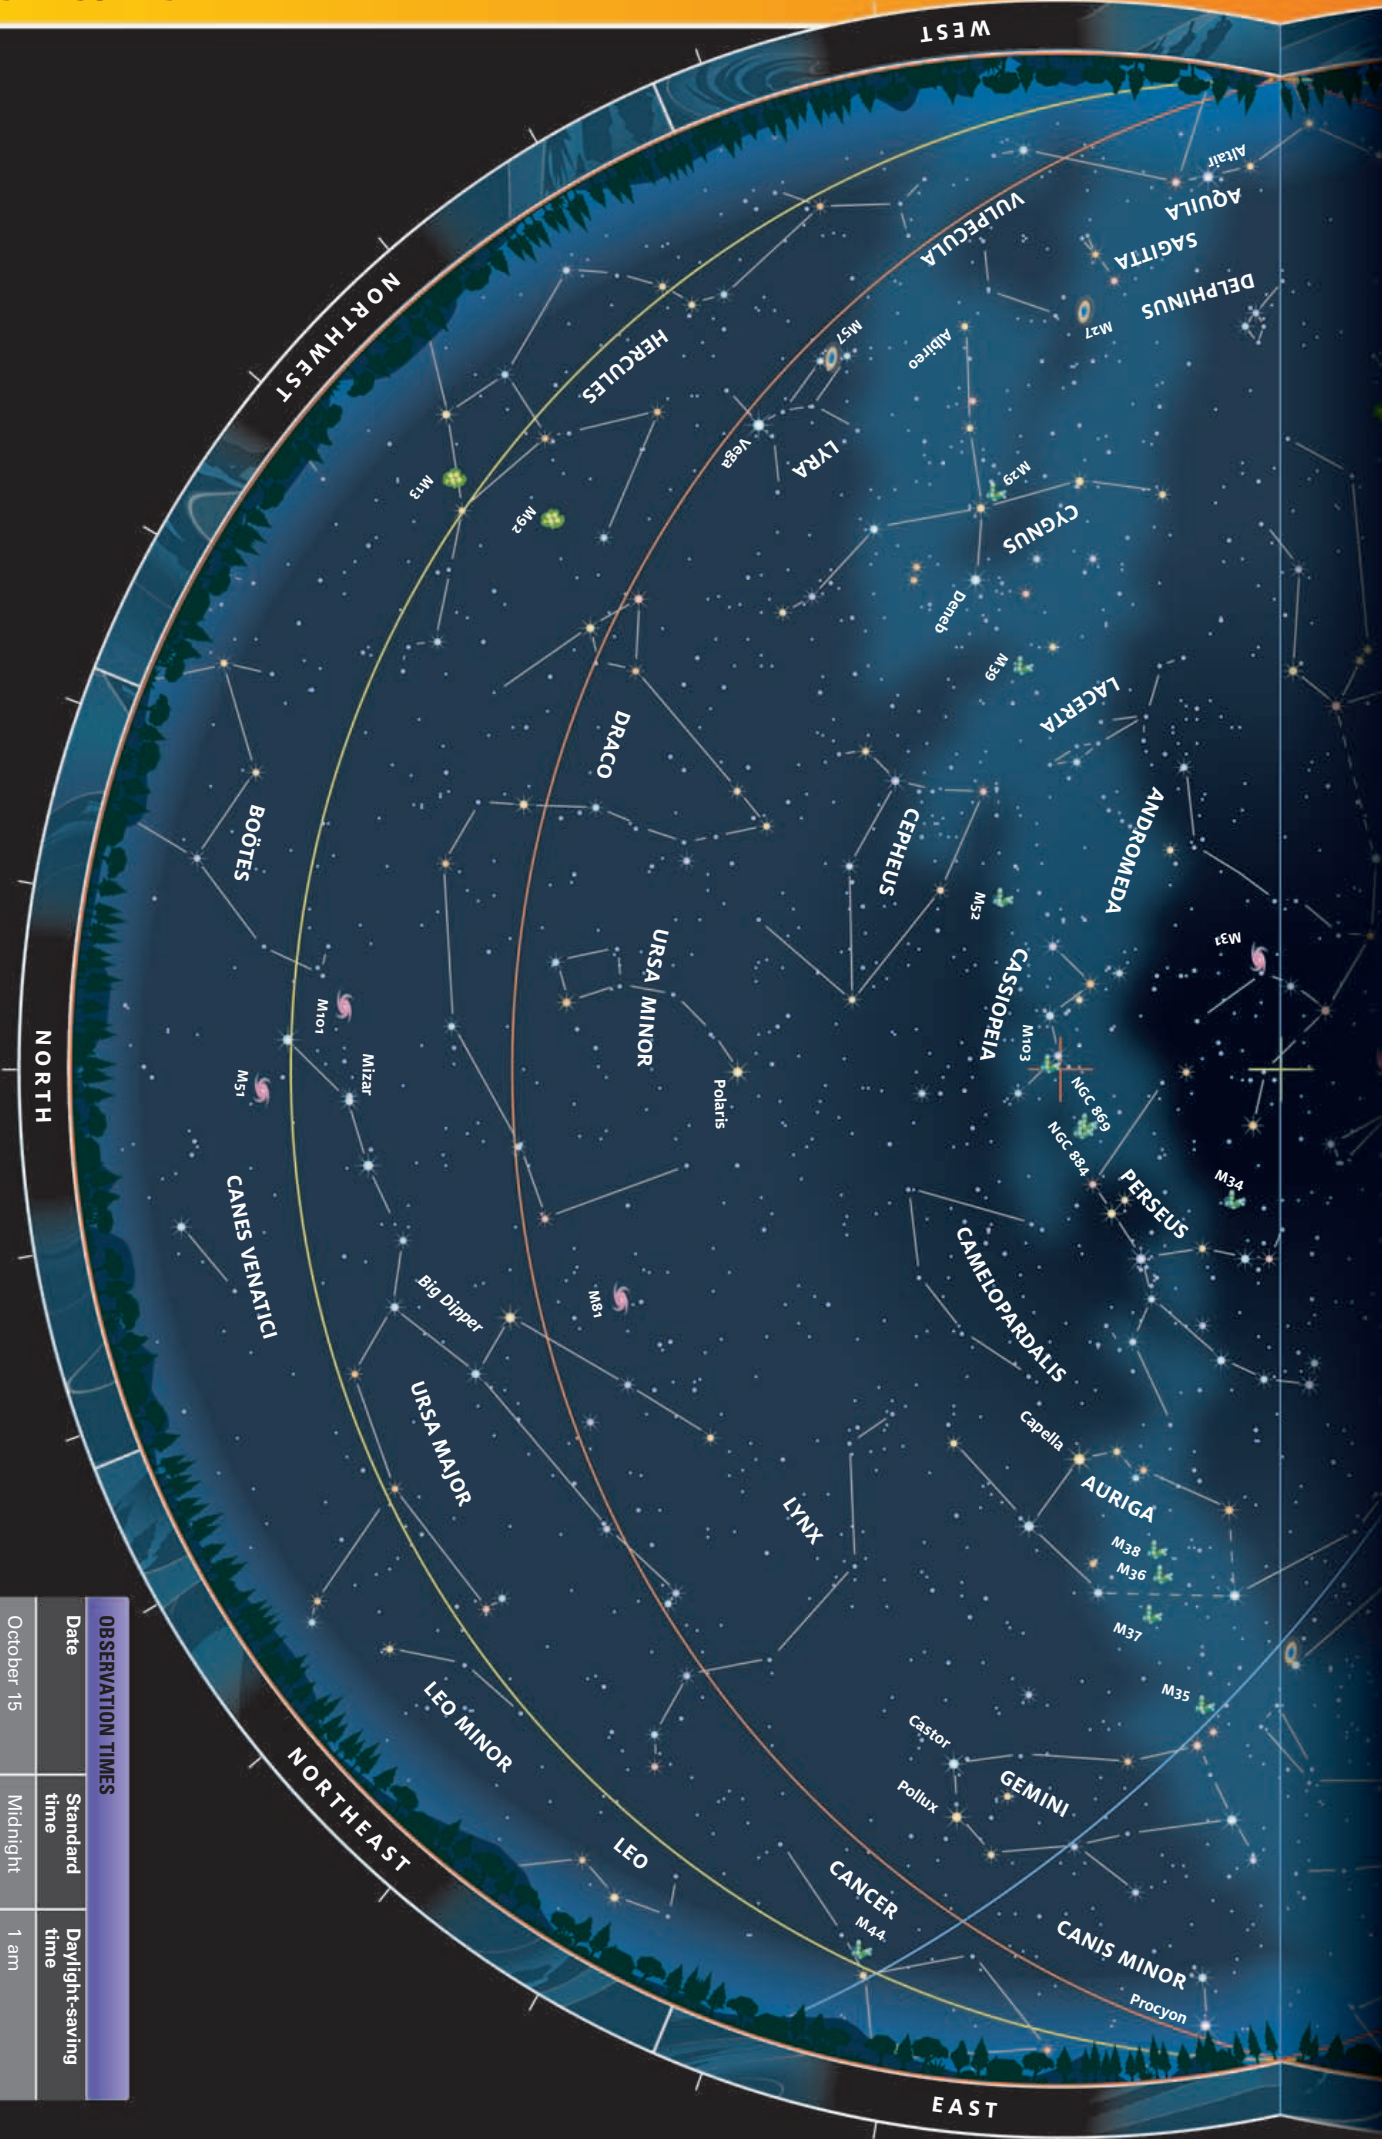 WEST
Altair
AQUILA
SAGITTA
DELPHINUS
VULPECULA
M27
Albireo
M57
HERCULES
NORTHWEST
Vega
LYRA
M29
CYGNUS
M13
M92
Deneb
M39
LACERTA
DRACO
BOÖTES
CEPHEUS
ANDROMEDA
M52
M31
URSA MINOR
CASSIOPEIA
M103
M101
Mizar
M51
NORTH
Polaris
NGC 869
NGC 884
PERSEUS
M34
CANES VENATICI
Big Dipper
M81
CAMELOPARDALIS
URSA MAJOR
Capella
AURIGA
LYNX
M38
M36
M37
M35
LEO MINOR
Castor
Pollux
GEMINI
NORTHEAST
LEO
CANCER
M44
CANIS MINOR
Procyon
EAST
OBSERVATION TIMES
Date
Standard
time
Daylight-saving
time
October 15
Midnight
1 am